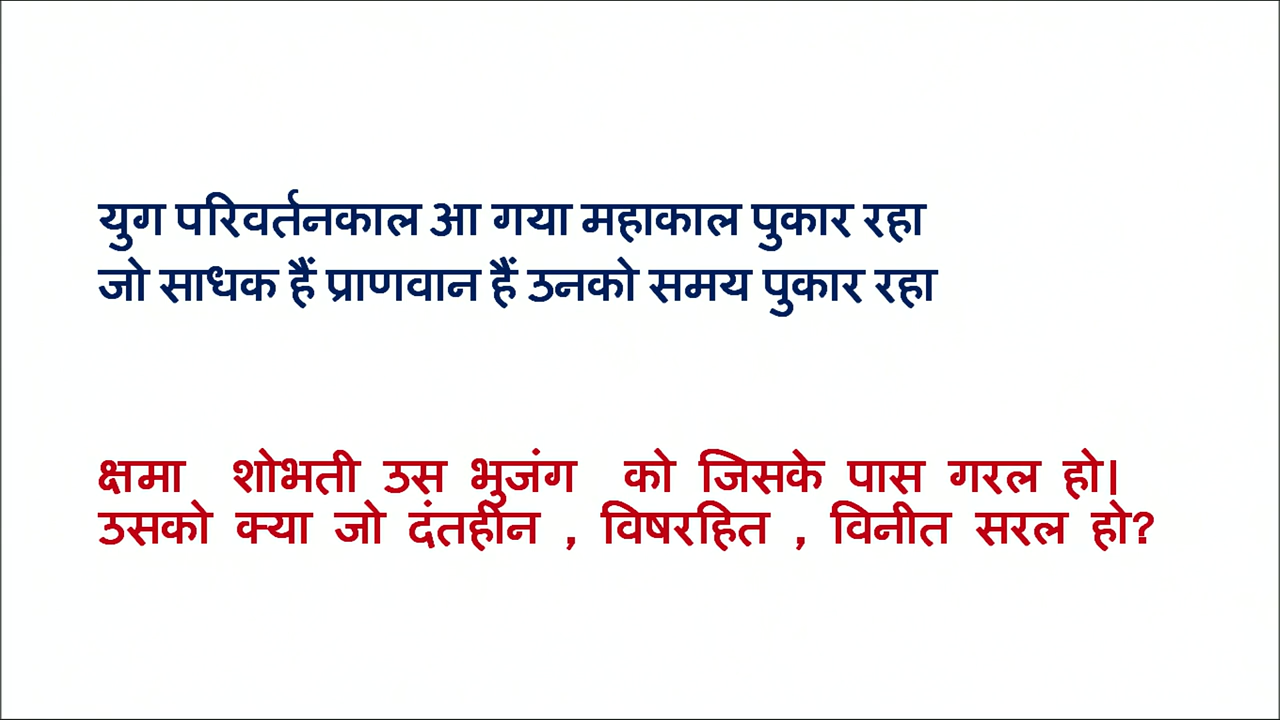 युग परिवर्तनकाल आ गया महाकाल पुकार रहा
जो साधक हैं प्राणवान हैं उनको समय पुकार रहा
क्षमा शोभती उस भुजंग को जिसके पास गरल हो।
उसको क्या जो दंतहीन , विषरहित , विनीत सरल हो?